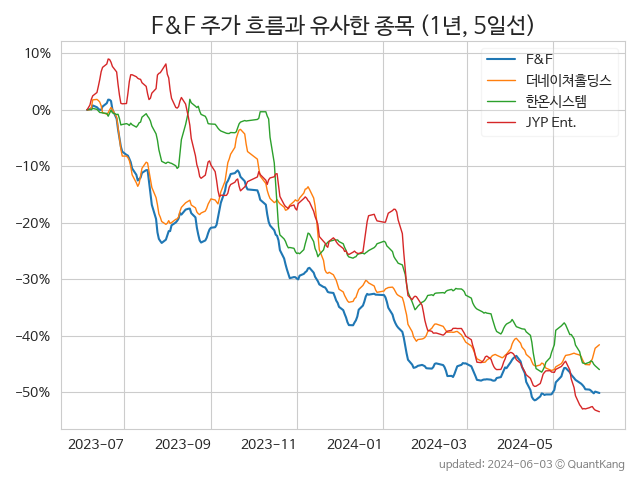 F&F 주가 흐름과 유사한 종목 (1년, 5일선)
F&F
더네이쳐홀딩스
한온시스템
JYP Ent.
10%
0%
−10%
−20%
−30%
−40%
−50%
2023−07
2023−09
2023−11
2024−01
2024−03
2024−05
updated: 2024-06-03 © QuantKang